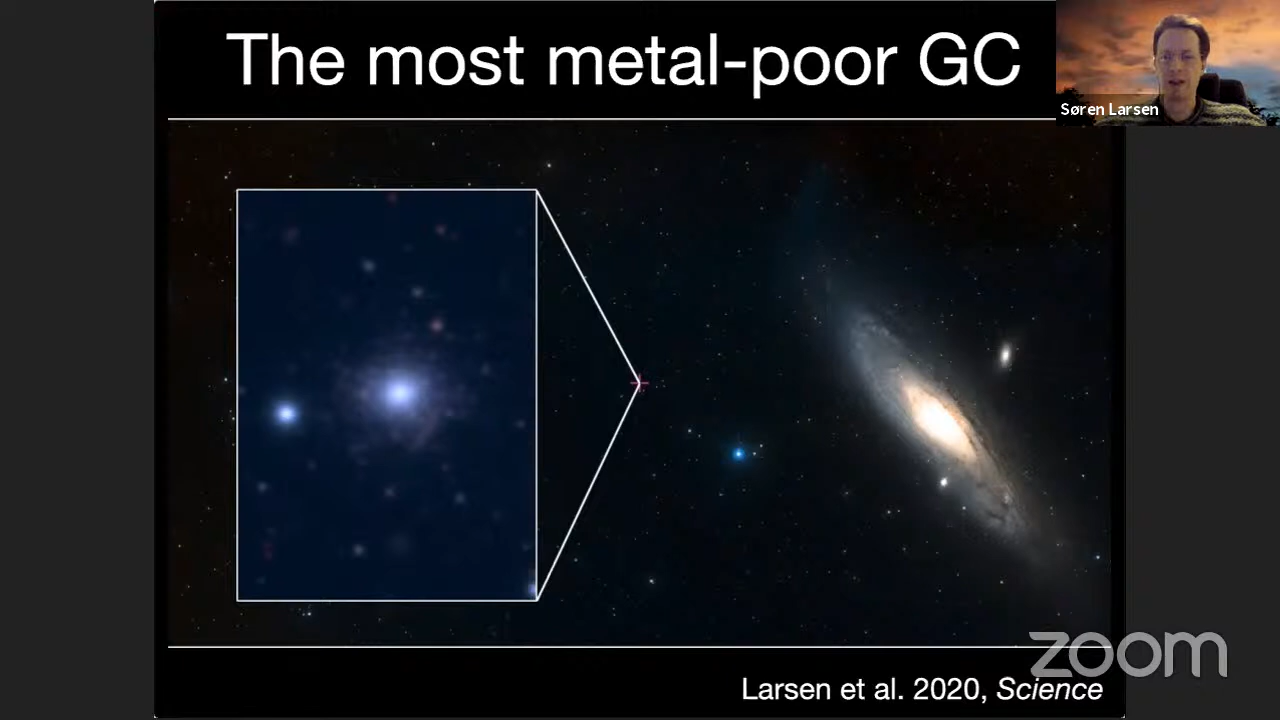 The most metal-poor GC
Søren Larsen
zoom
Larsen et al. 2020, Science